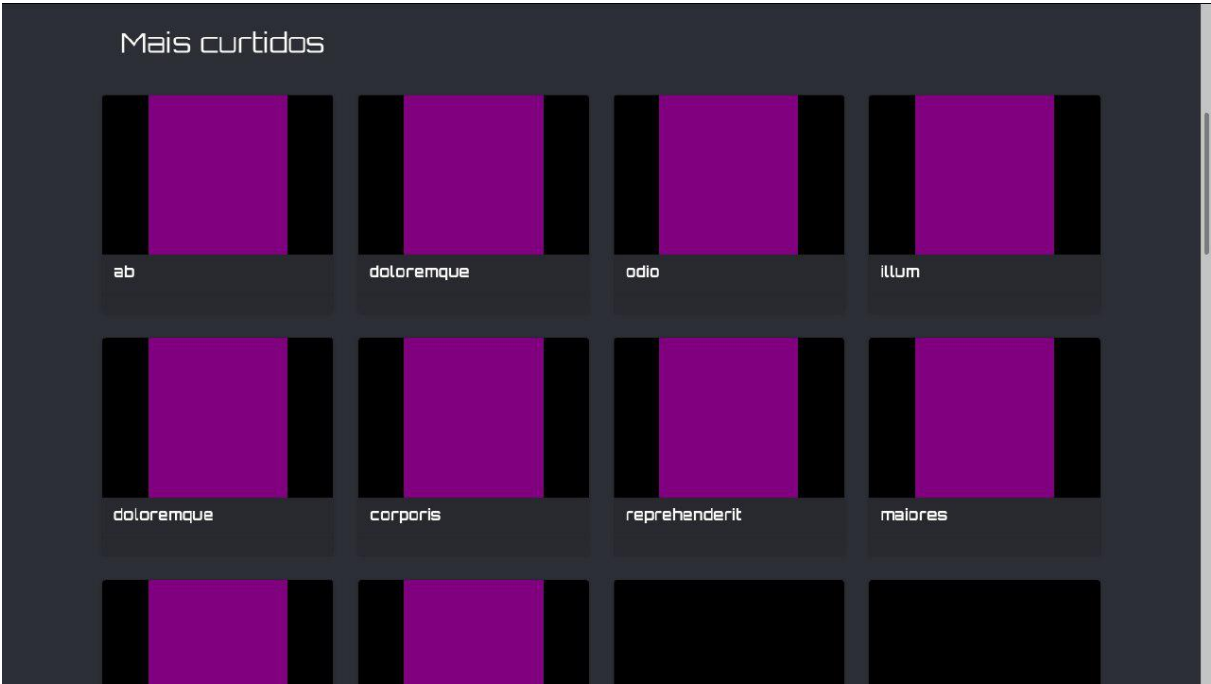 Mais curtidos
ab
doloremque
odio
illum
doloremque
corporis
reprehenderit
maiores